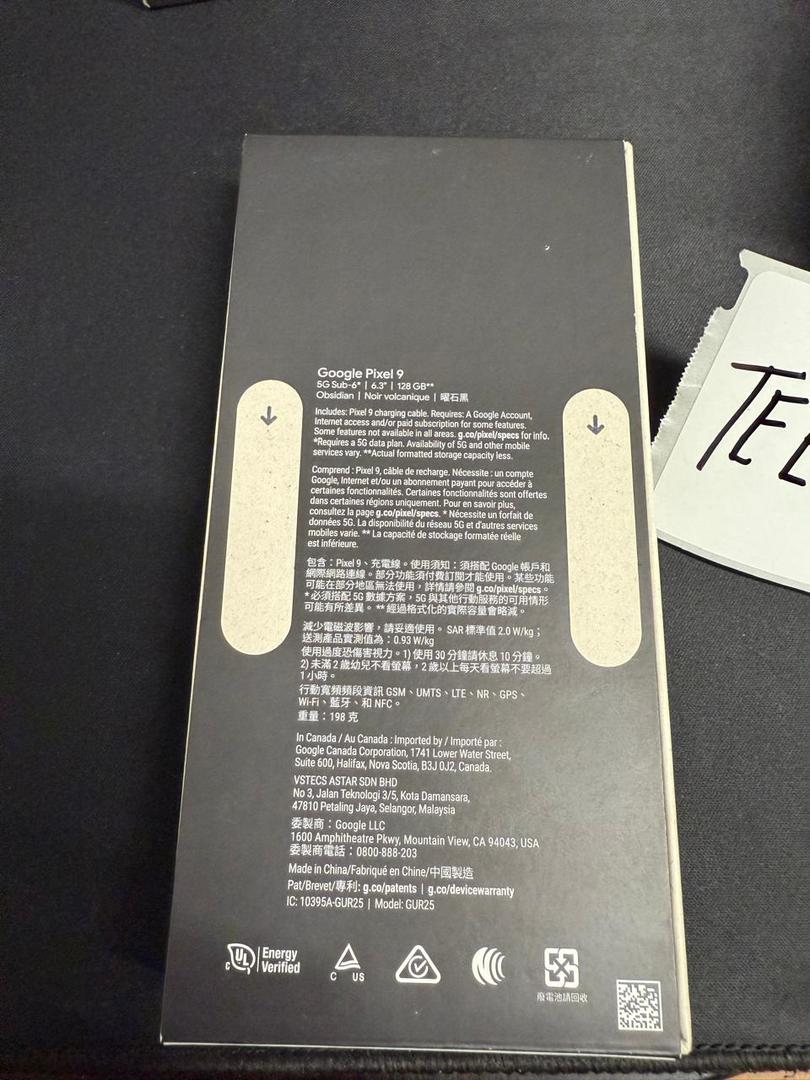 Google Pixel 9
5G Sub-6* | 6.3" | 128 GB**
Obsidian | Noir volcanique | 曜石黑
Includes: Pixel 9 charging cable. Requires: A Google Account,
Internet access and/or paid subscription for some features.
Some features not available in all areas. g.co/pixel/specs for info.
*Requires a 5G data plan. Availability of 5G and other mobile
services vary. **Actual formatted storage capacity less.
Comprend : Pixel 9, câble de recharge. Nécessite : un compte
Google, Internet et/ou un abonnement payant pour accéder à
certaines fonctionnalités. Certaines fonctionnalités sont offertes
dans certaines régions uniquement. Pour en savoir plus,
consultez la page g.co/pixel/specs. * Nécessite un forfait de
données 5G. La disponibilité du réseau 5G et d'autres services
mobiles varie. ** La capacité de stockage formatée réelle
est inférieure.
包含：Pixel 9、充電線。使用須知：須搭配 Google 帳戶和
網際網路連線。部分功能須付費訂閱才能使用。某些功能
可能在部分地區無法使用，詳情請參閱 g.co/pixel/specs。
* 必須搭配 5G 數據方案，5G 與其他行動服務的可用情形
可能有所差異。 ** 經過格式化的實際容量會略減。
減少電磁波影響，請妥適使用。 SAR 標準值 2.0 W/kg；
送測產品實測值為：0.93 W/kg
使用過度恐傷害視力。1) 使用 30 分鐘請休息 10 分鐘。
2) 未滿 2 歲幼兒不看螢幕，2 歲以上每天看螢幕不要超過
1 小時。
行動寬頻頻段資訊 GSM、UMTS、LTE、NR、GPS、
Wi-Fi、藍牙、和 NFC。
重量：198 克
In Canada / Au Canada : Imported by / Importé par :
Google Canada Corporation, 1741 Lower Water Street,
Suite 600, Halifax, Nova Scotia, B3J 0J2, Canada.
VSTECS ASTAR SDN BHD
No 3, Jalan Teknologi 3/5, Kota Damansara,
47810 Petaling Jaya, Selangor, Malaysia
委製商：Google LLC
1600 Amphitheatre Pkwy, Mountain View, CA 94043, USA
委製商電話：0800-888-203
Made in China/Fabriqué en Chine/中國製造
Pat/Brevet/專利: g.co/patents | g.co/devicewarranty
IC: 10395A-GUR25 | Model: GUR25
C UL Energy
Verified
C US
廢電池請回收